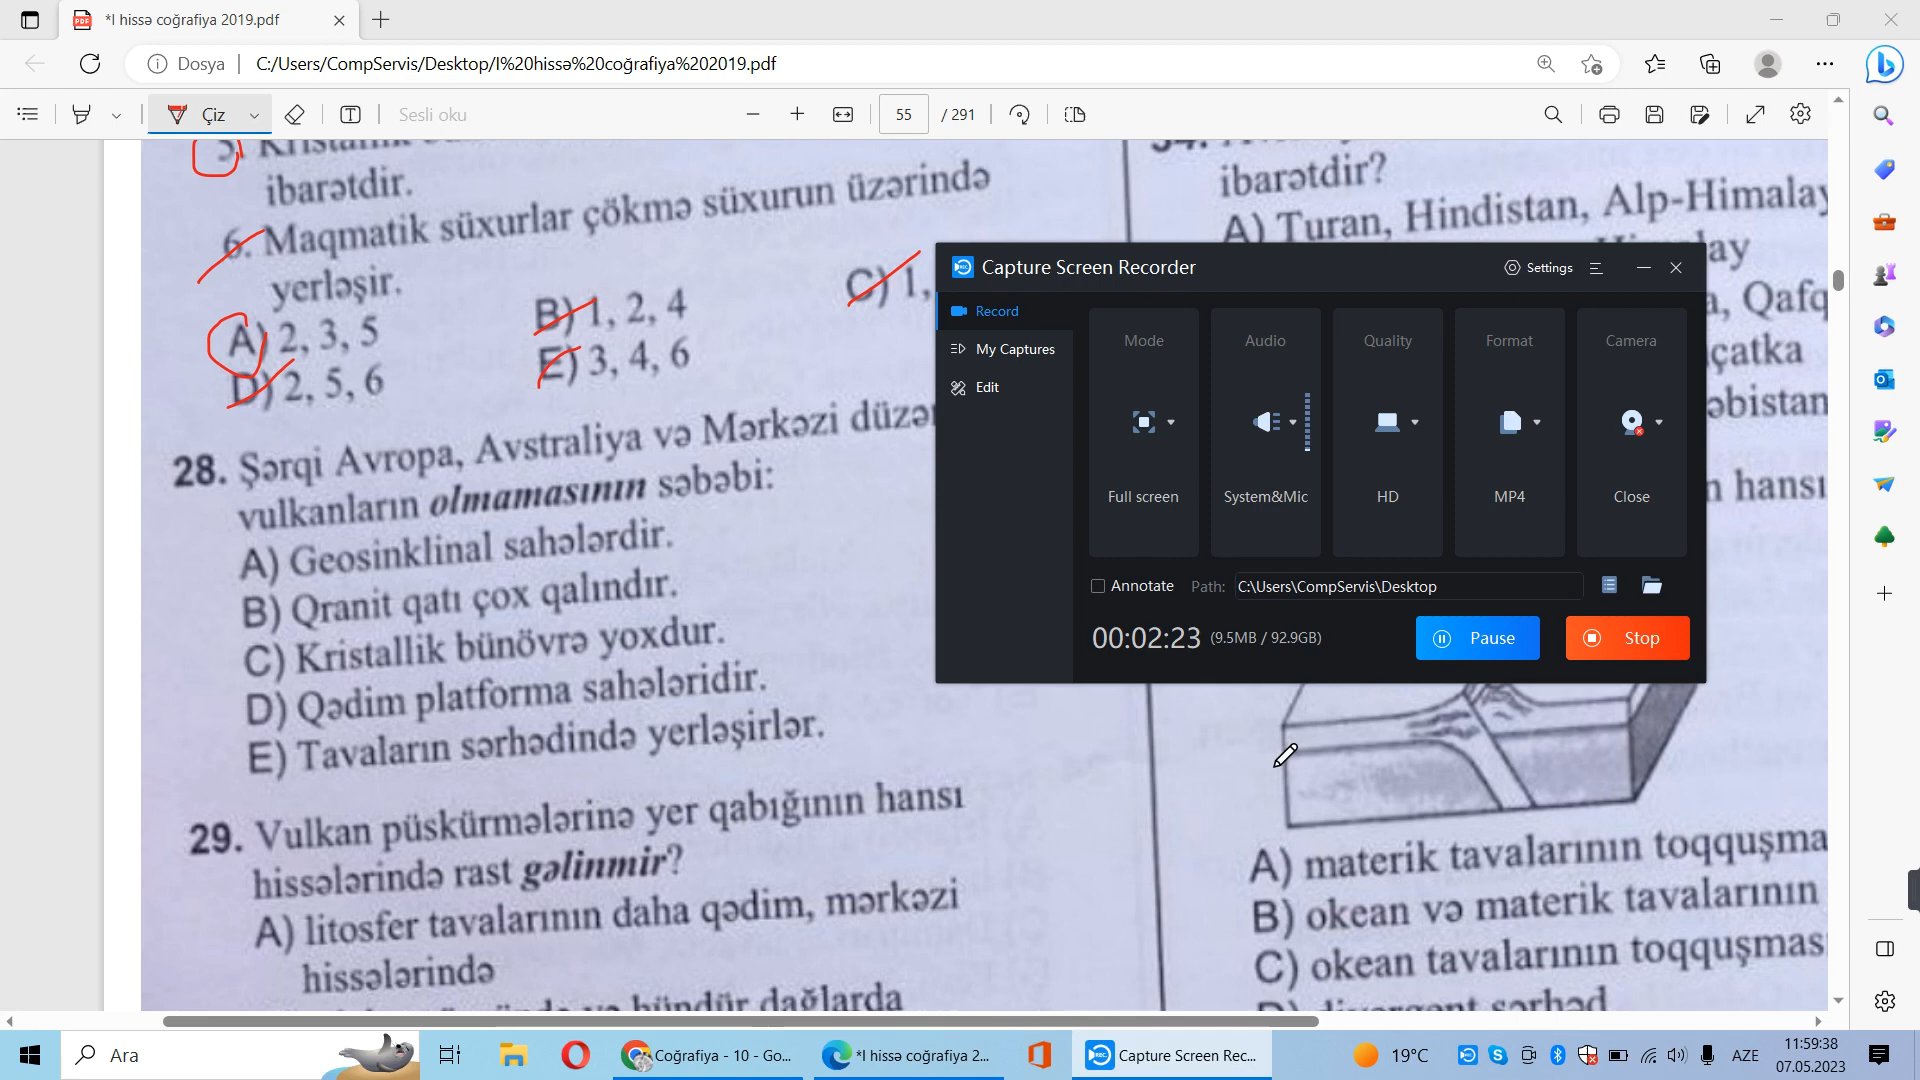 *I hissə coğrafiya 2019.pdf
Dosya
C:/Users/CompServis/Desktop/I%20hissə%20coğrafiya%202019.pdf
Çiz
Sesli oku
55
/ 291
ibarətdir.
6. Maqmatik süxurlar çökmə süxurun üzərində
yerləşir.
A) 2, 3, 5
B) 1, 2, 4
C) 1,
D) 2, 5, 6
E) 3, 4, 6
28. Şərqi Avropa, Avstraliya və Mərkəzi
vulkanların olmamasının səbəbi:
A) Geosinklinal sahələrdir.
B) Qranit qatı çox qalındır.
C) Kristallik bünövrə yoxdur.
D) Qədim platforma sahələridir.
E) Tavaların sərhədində yerləşirlər.
29. Vulkan püskürmələrinə yer qabığının hansı
hissələrində rast gəlinmir?
A) litosfer tavalarının daha qədim, mərkəzi
hissələrində
hündür dağlarda
ibarətdir?
A) Turan, Hindistan, Alp-Himalay
hansı
A) materik tavalarının
B) okean və materik tavalarının
C) okean tavalarının
D) divergent sərhəd
Capture Screen Recorder
Settings
Record
My Captures
Edit
Mode
Audio
Quality
Format
Camera
Full screen
System&Mic
HD
MP4
Close
Annotate
Path:
C:\Users\CompServis\Desktop
00:02:23
(9.5MB / 92.9GB)
Pause
Stop
Ara
Coğrafiya - 10 - Go...
*I hissə coğrafiya 2...
Capture Screen Rec...
19°C
AZE
11:59:38
07.05.2023